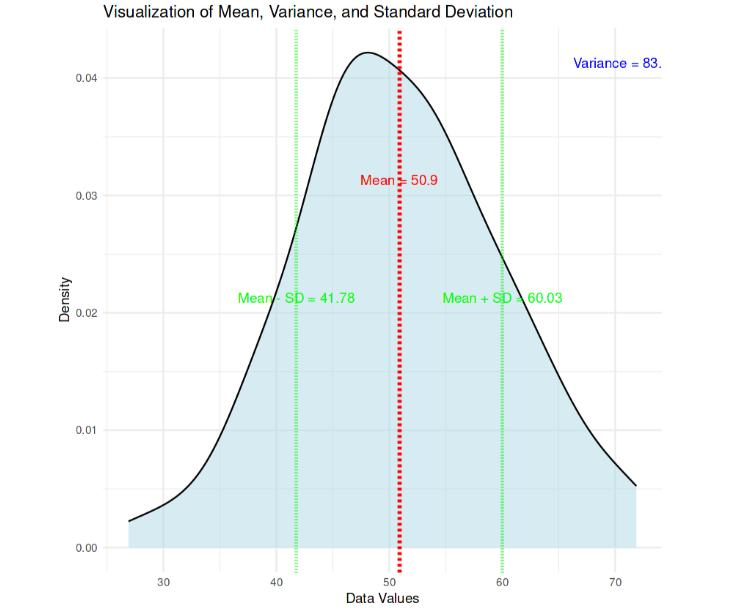 Visualization of Mean, Variance, and Standard Deviation
Variance = 83.
0.04
Mean = 50.9
0.03
Mean - SD = 41.78
Mean + SD = 60.03
Density
0.02
0.01
0.00
30 40 50 60 70
Data Values